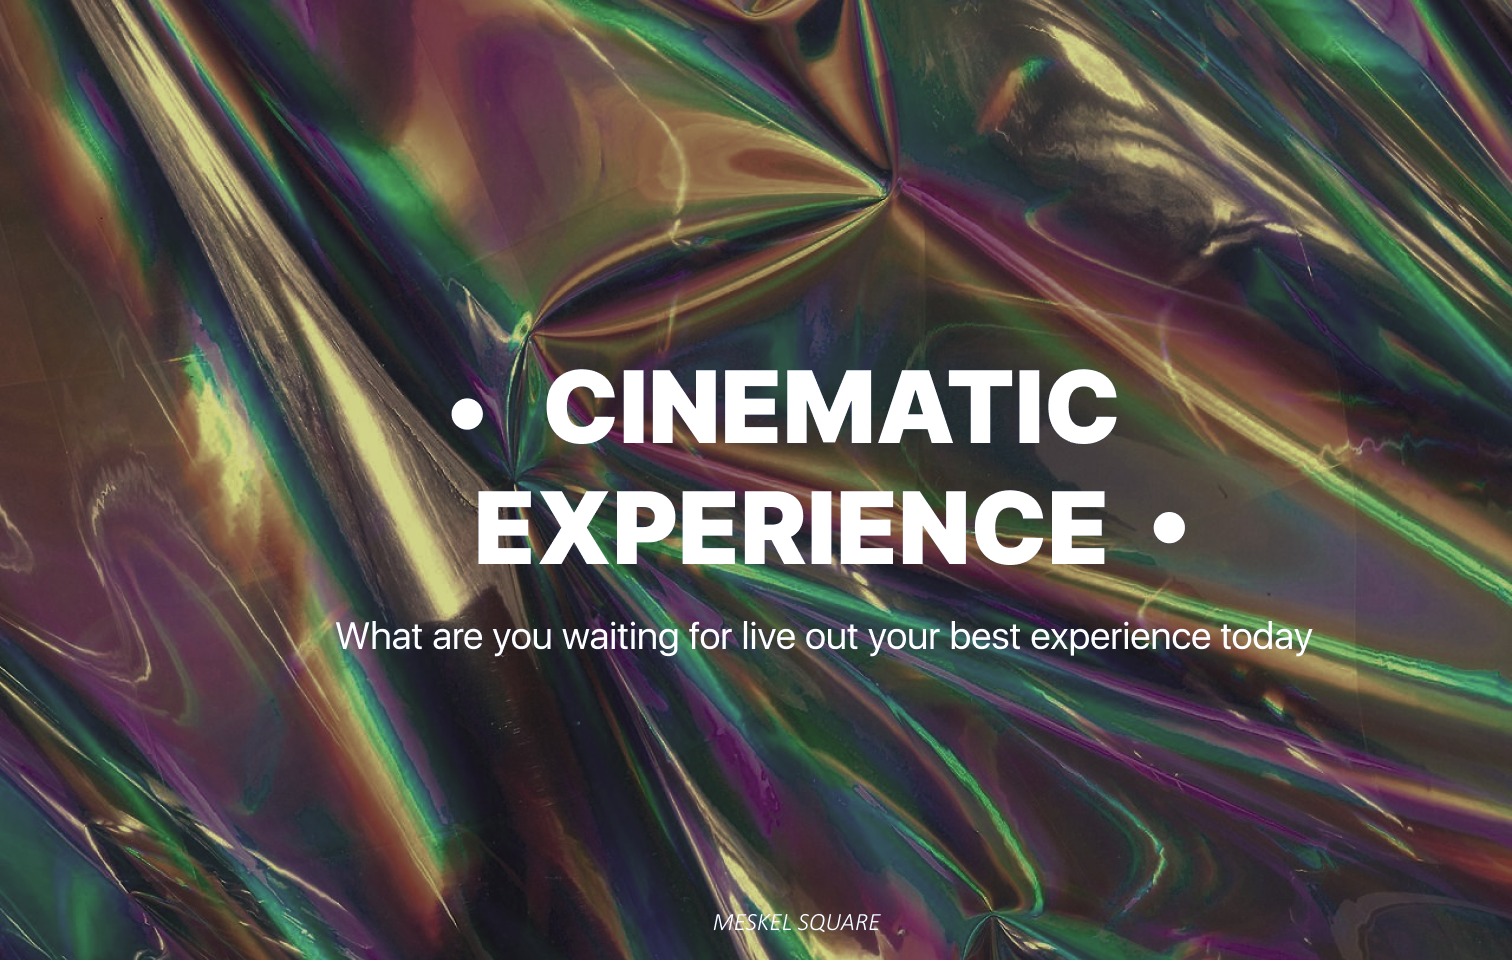 • CINEMATIC
EXPERIENCE •
What are you waiting for live out your best experience today
MESKEL SQUARE